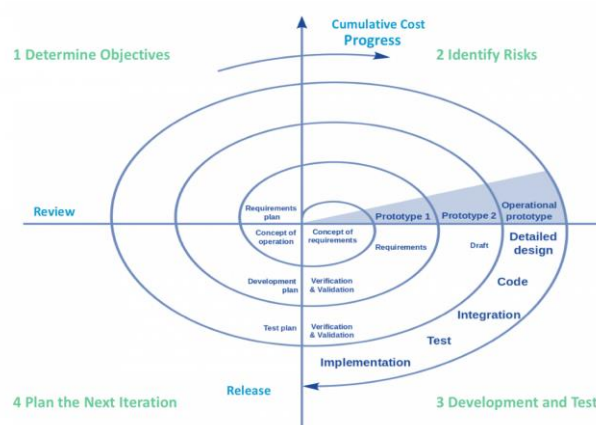 Cumulative Cost
Progress
1 Determine Objectives
2 Identify Risks
Review
Requirements
plan
Prototype 1
Prototype 2
Operational
prototype
Concept of
operation
Concept of
requirements
Requirements
Draft
Detailed
design
Development
plan
Verification
& Validation
Code
Integration
Test plan
Verification
& Validation
Test
Implementation
Release
4 Plan the Next Iteration
3 Development and Test